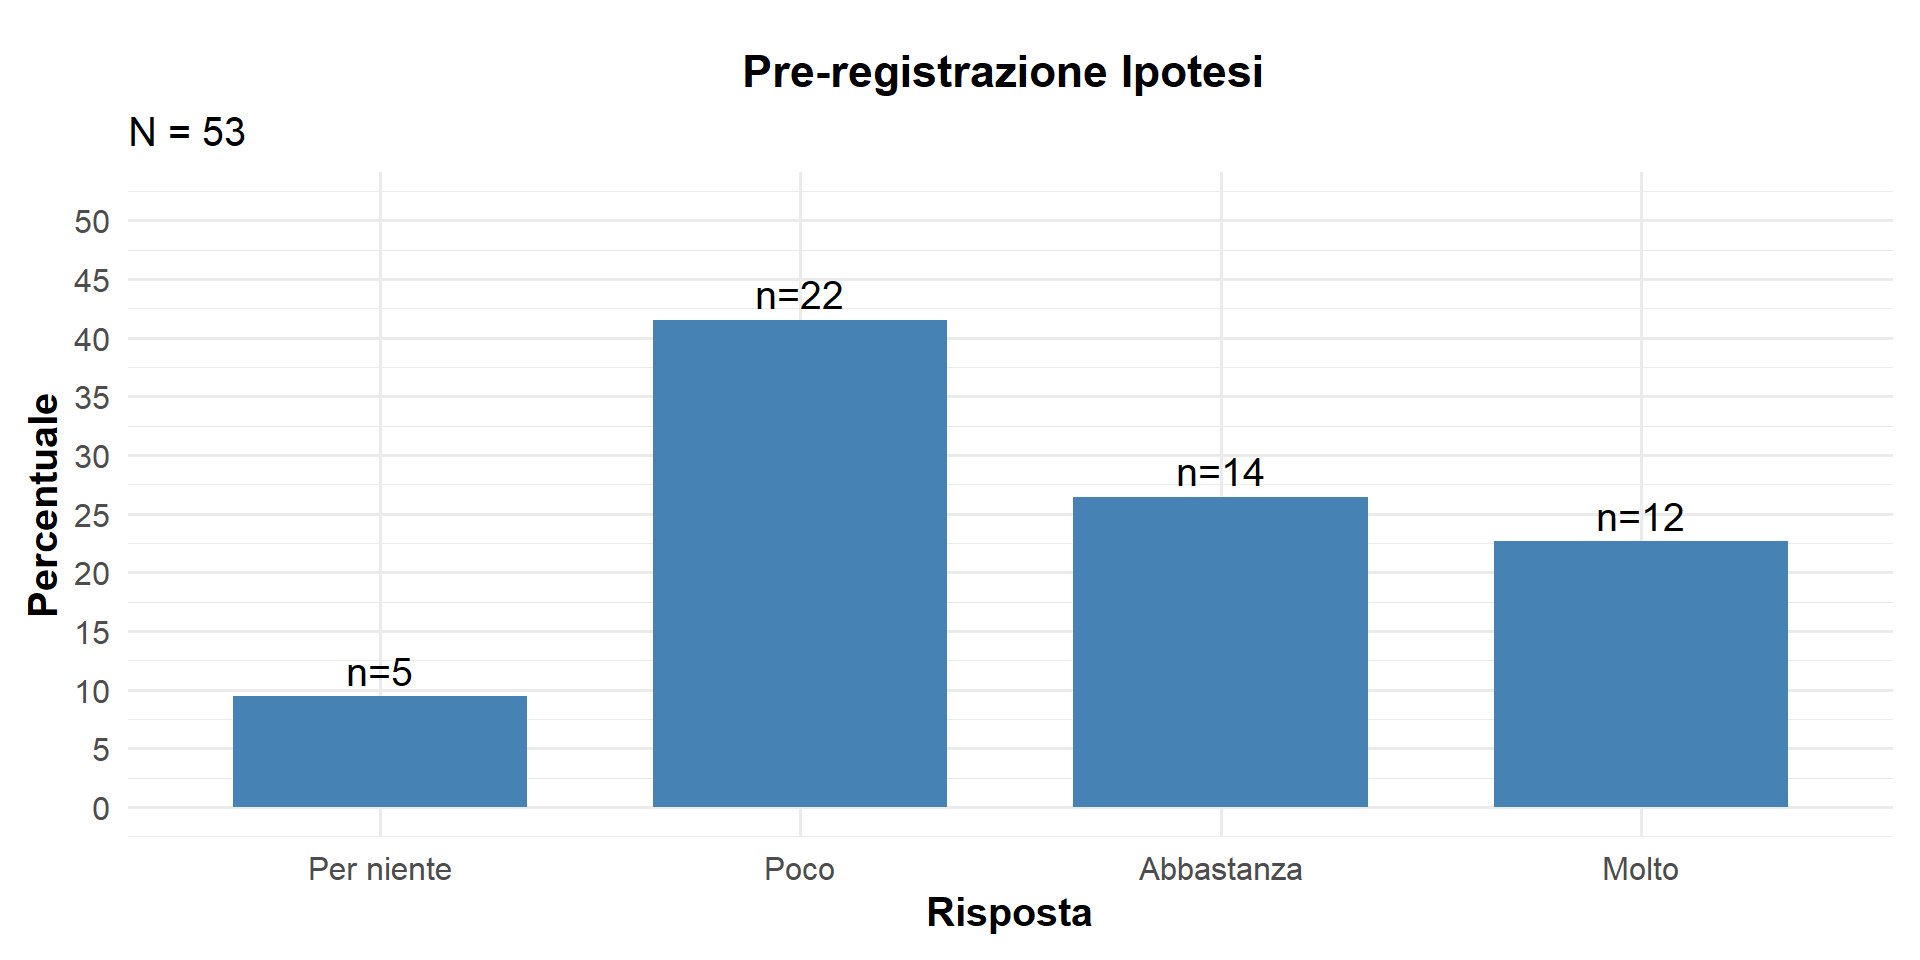 Pre-registrazione Ipotesi
N = 53
50
45
40
35
30
25
20
15
10
5
0
Percentuale
n=5
n=22
n=14
n=12
Per niente
Poco
Abbastanza
Molto
Risposta